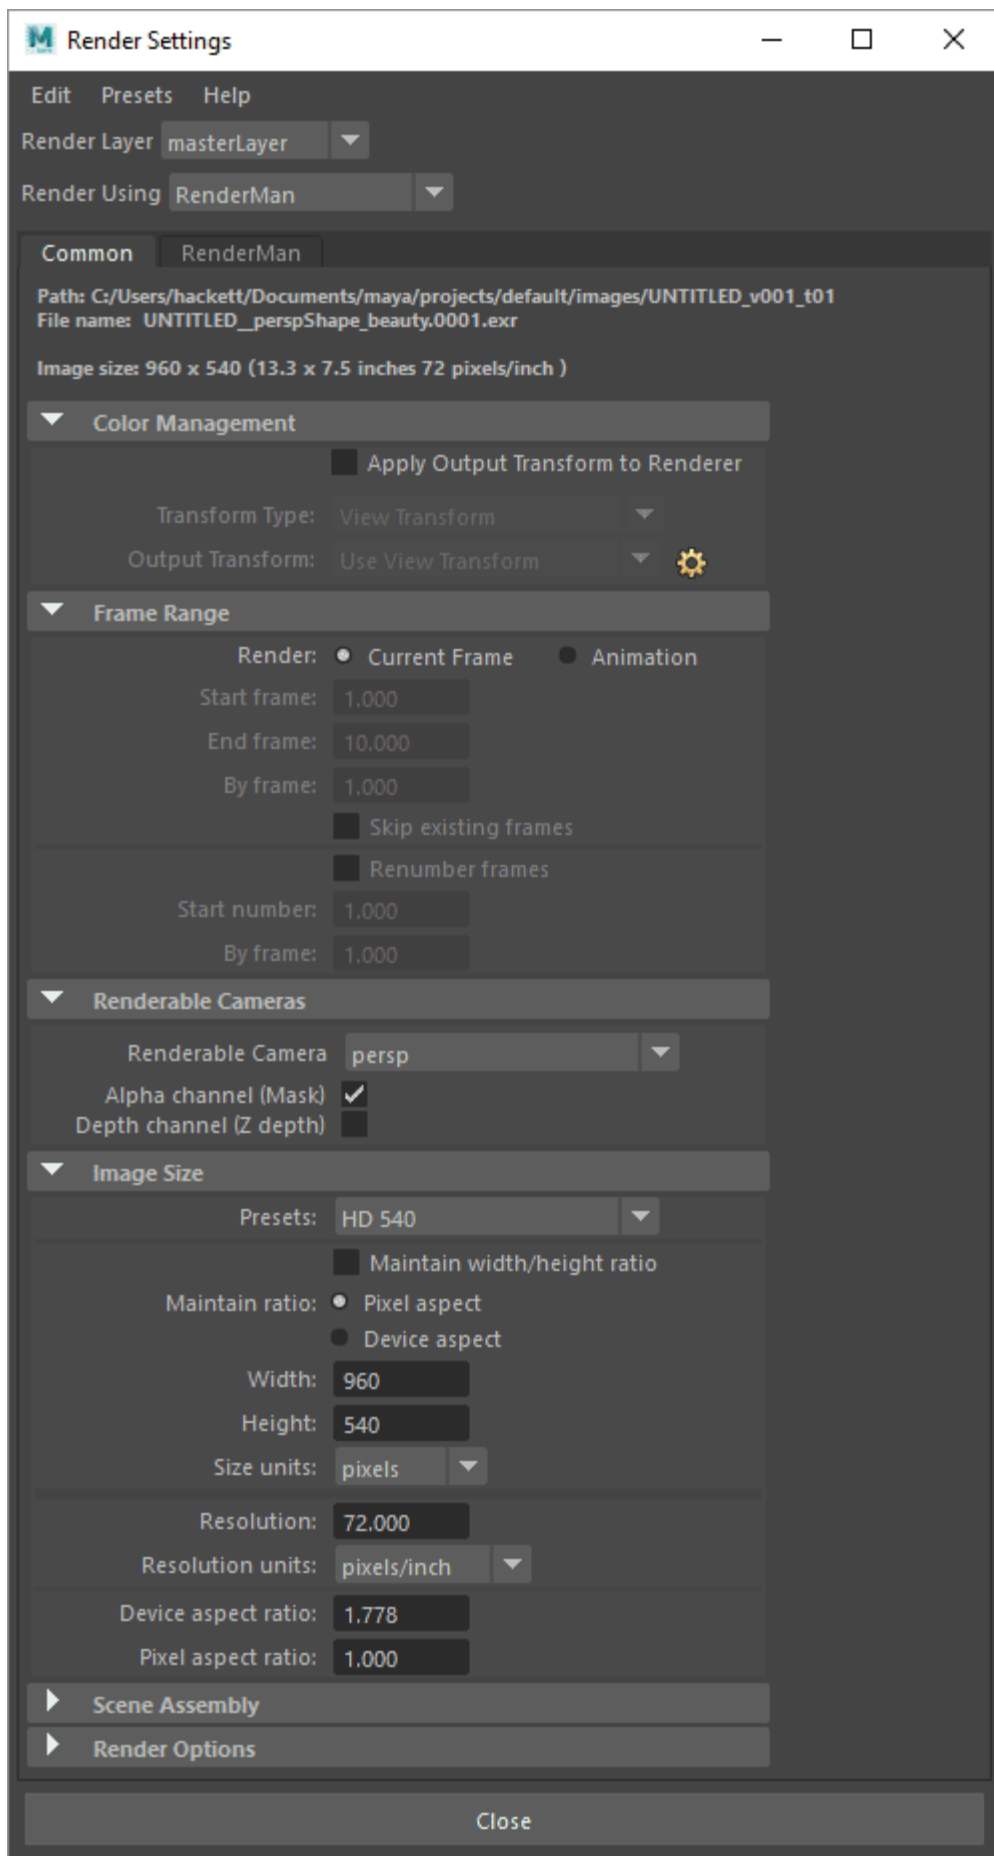 Render Settings
Edit Presets Help
Render Layer masterLayer
Render Using RenderMan
Common RenderMan
Path: C:/Users/hackett/Documents/maya/projects/default/images/UNTITLED_v001_t01
File name: UNTITLED__perspShape_beauty.0001.exr
Image size: 960 x 540 (13.3 x 7.5 inches 72 pixels/inch )
Color Management
Apply Output Transform to Renderer
Transform Type: View Transform
Output Transform: Use View Transform
Frame Range
Render: Current Frame Animation
Start frame: 1.000
End frame: 10.000
By frame: 1.000
Skip existing frames
Renumber frames
Start number: 1.000
By frame: 1.000
Renderable Cameras
Renderable Camera persp
Alpha channel (Mask)
Depth channel (Z depth)
Image Size
Presets: HD 540
Maintain width/height ratio
Maintain ratio: Pixel aspect
Device aspect
Width: 960
Height: 540
Size units: pixels
Resolution: 72.000
Resolution units: pixels/inch
Device aspect ratio: 1.778
Pixel aspect ratio: 1.000
Scene Assembly
Render Options
Close